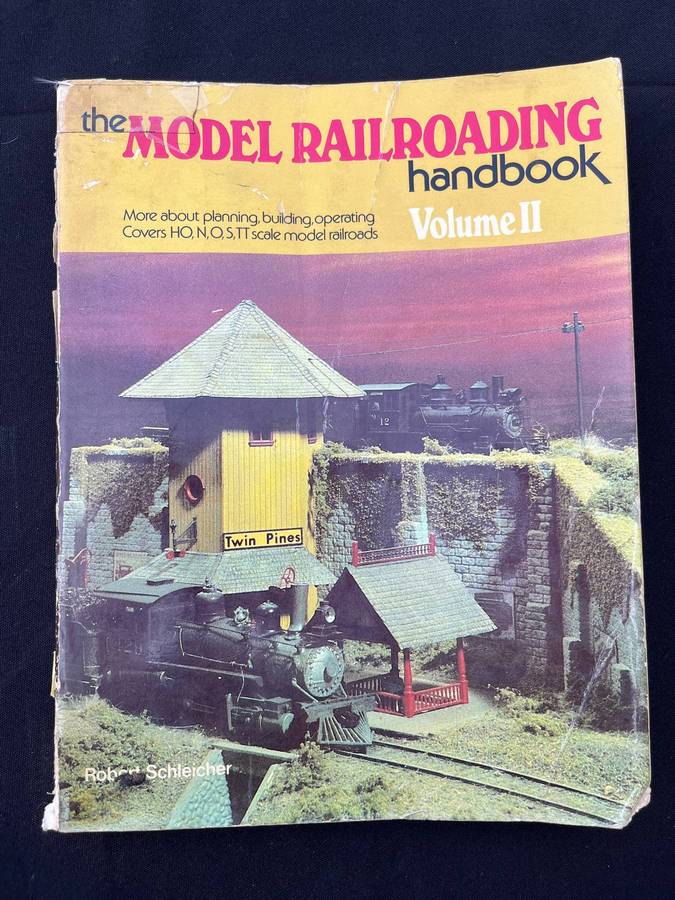 the MODEL RAILROADING
handbook
More about planning, building, operating
Covers HO, N, O, S, TT scale model railroads
Volume II
12
Twin Pines
Robert Schleicher